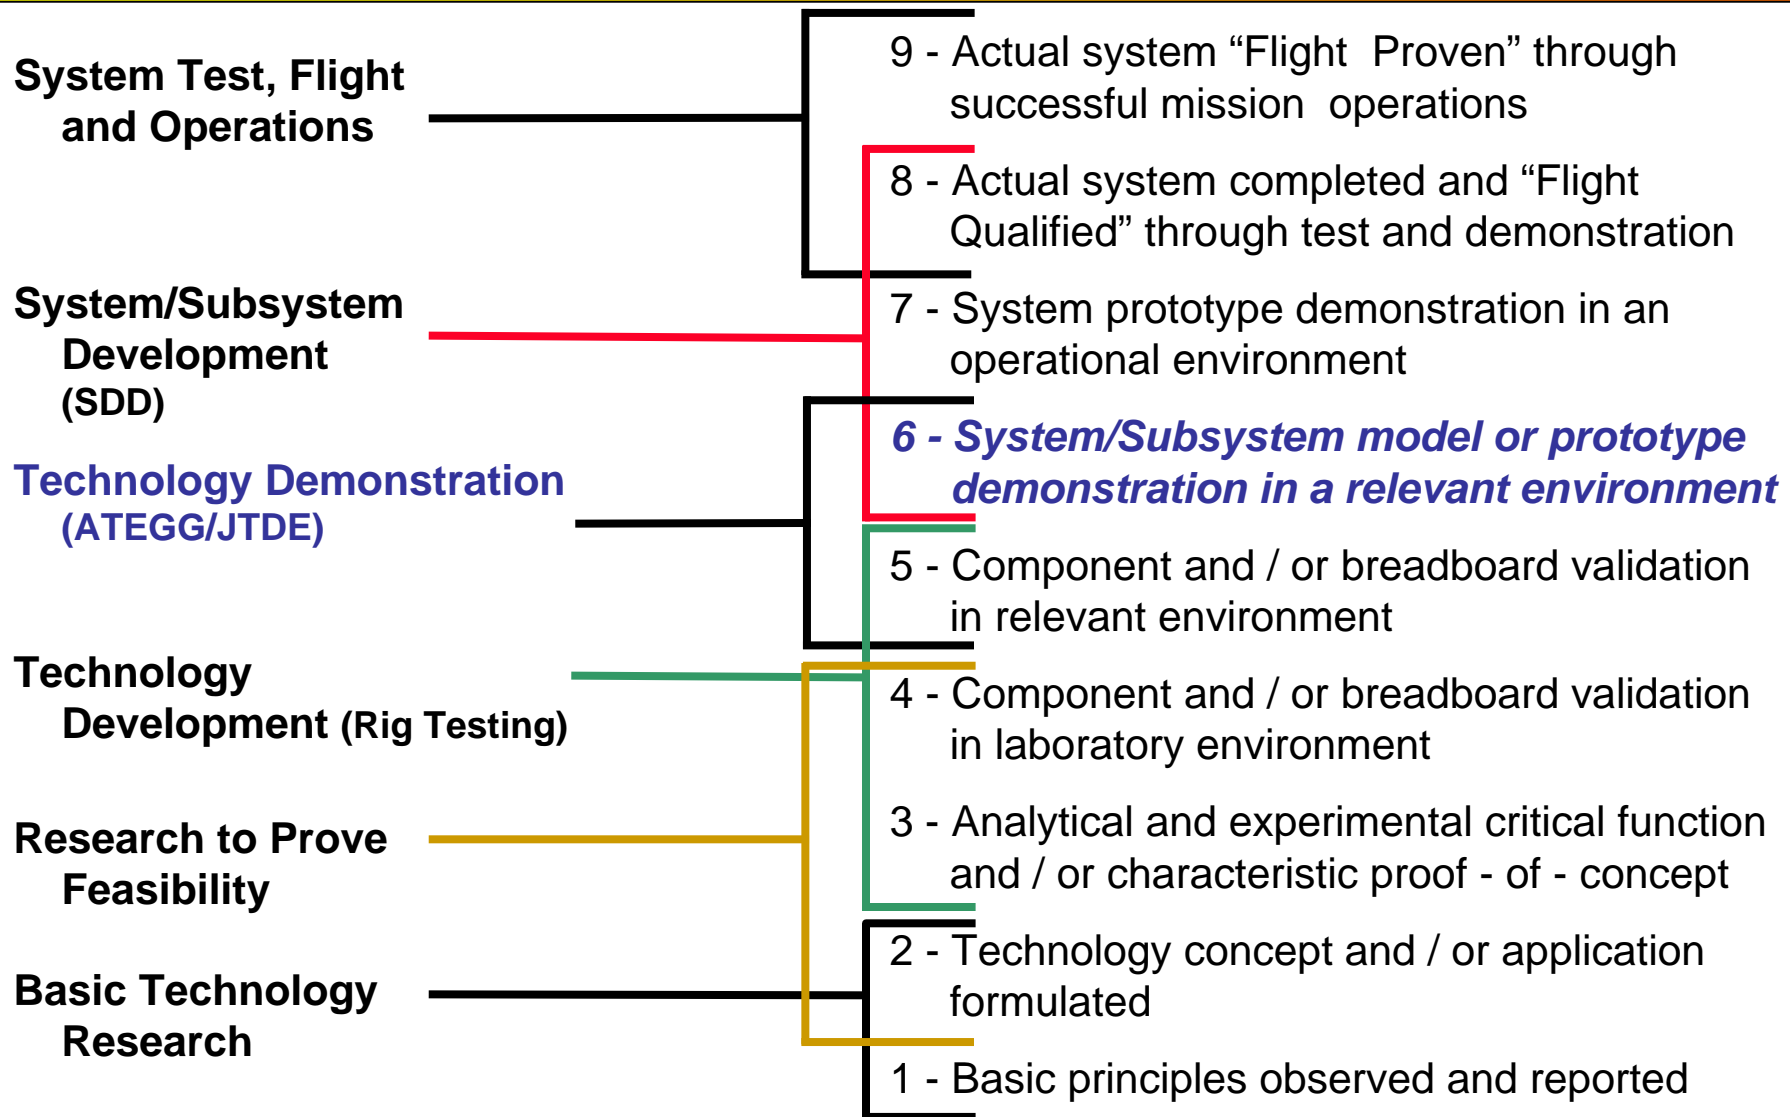 System Test, Flight
and Operations
System/Subsystem
Development
(SDD)
Technology Demonstration
(ATEGG/JTDE)
Technology
Development (Rig Testing)
Research to Prove
Feasibility
Basic Technology
Research
9 - Actual system “Flight Proven” through
successful mission operations
8 - Actual system completed and “Flight
Qualified” through test and demonstration
7 - System prototype demonstration in an
operational environment
6 - System/Subsystem model or prototype
demonstration in a relevant environment
5 - Component and / or breadboard validation
in relevant environment
4 - Component and / or breadboard validation
in laboratory environment
3 - Analytical and experimental critical function
and / or characteristic proof - of - concept
2 - Technology concept and / or application
formulated
1 - Basic principles observed and reported